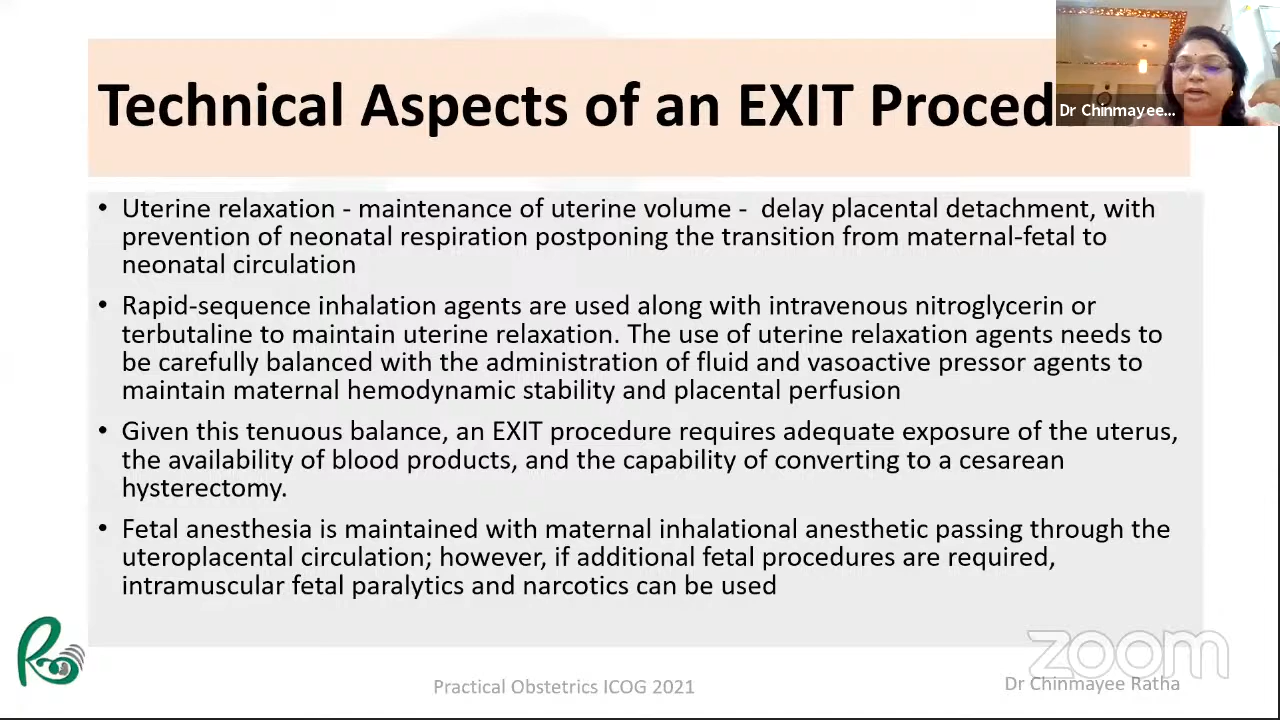 Technical Aspects of an EXIT Proced
Dr Chinmayee...
• Uterine relaxation - maintenance of uterine volume - delay placental detachment, with
prevention of neonatal respiration postponing the transition from maternal-fetal to
neonatal circulation
• Rapid-sequence inhalation agents are used along with intravenous nitroglycerin or
terbutaline to maintain uterine relaxation. The use of uterine relaxation agents needs to
be carefully balanced with the administration of fluid and vasoactive pressor agents to
maintain maternal hemodynamic stability and placental perfusion
• Given this tenuous balance, an EXIT procedure requires adequate exposure of the uterus,
the availability of blood products, and the capability of converting to a cesarean
hysterectomy.
• Fetal anesthesia is maintained with maternal inhalational anesthetic passing through the
uteroplacental circulation; however, if additional fetal procedures are required,
intramuscular fetal paralytics and narcotics can be used
zoom
Practical Obstetrics ICOG 2021
Dr Chinmayee Ratha